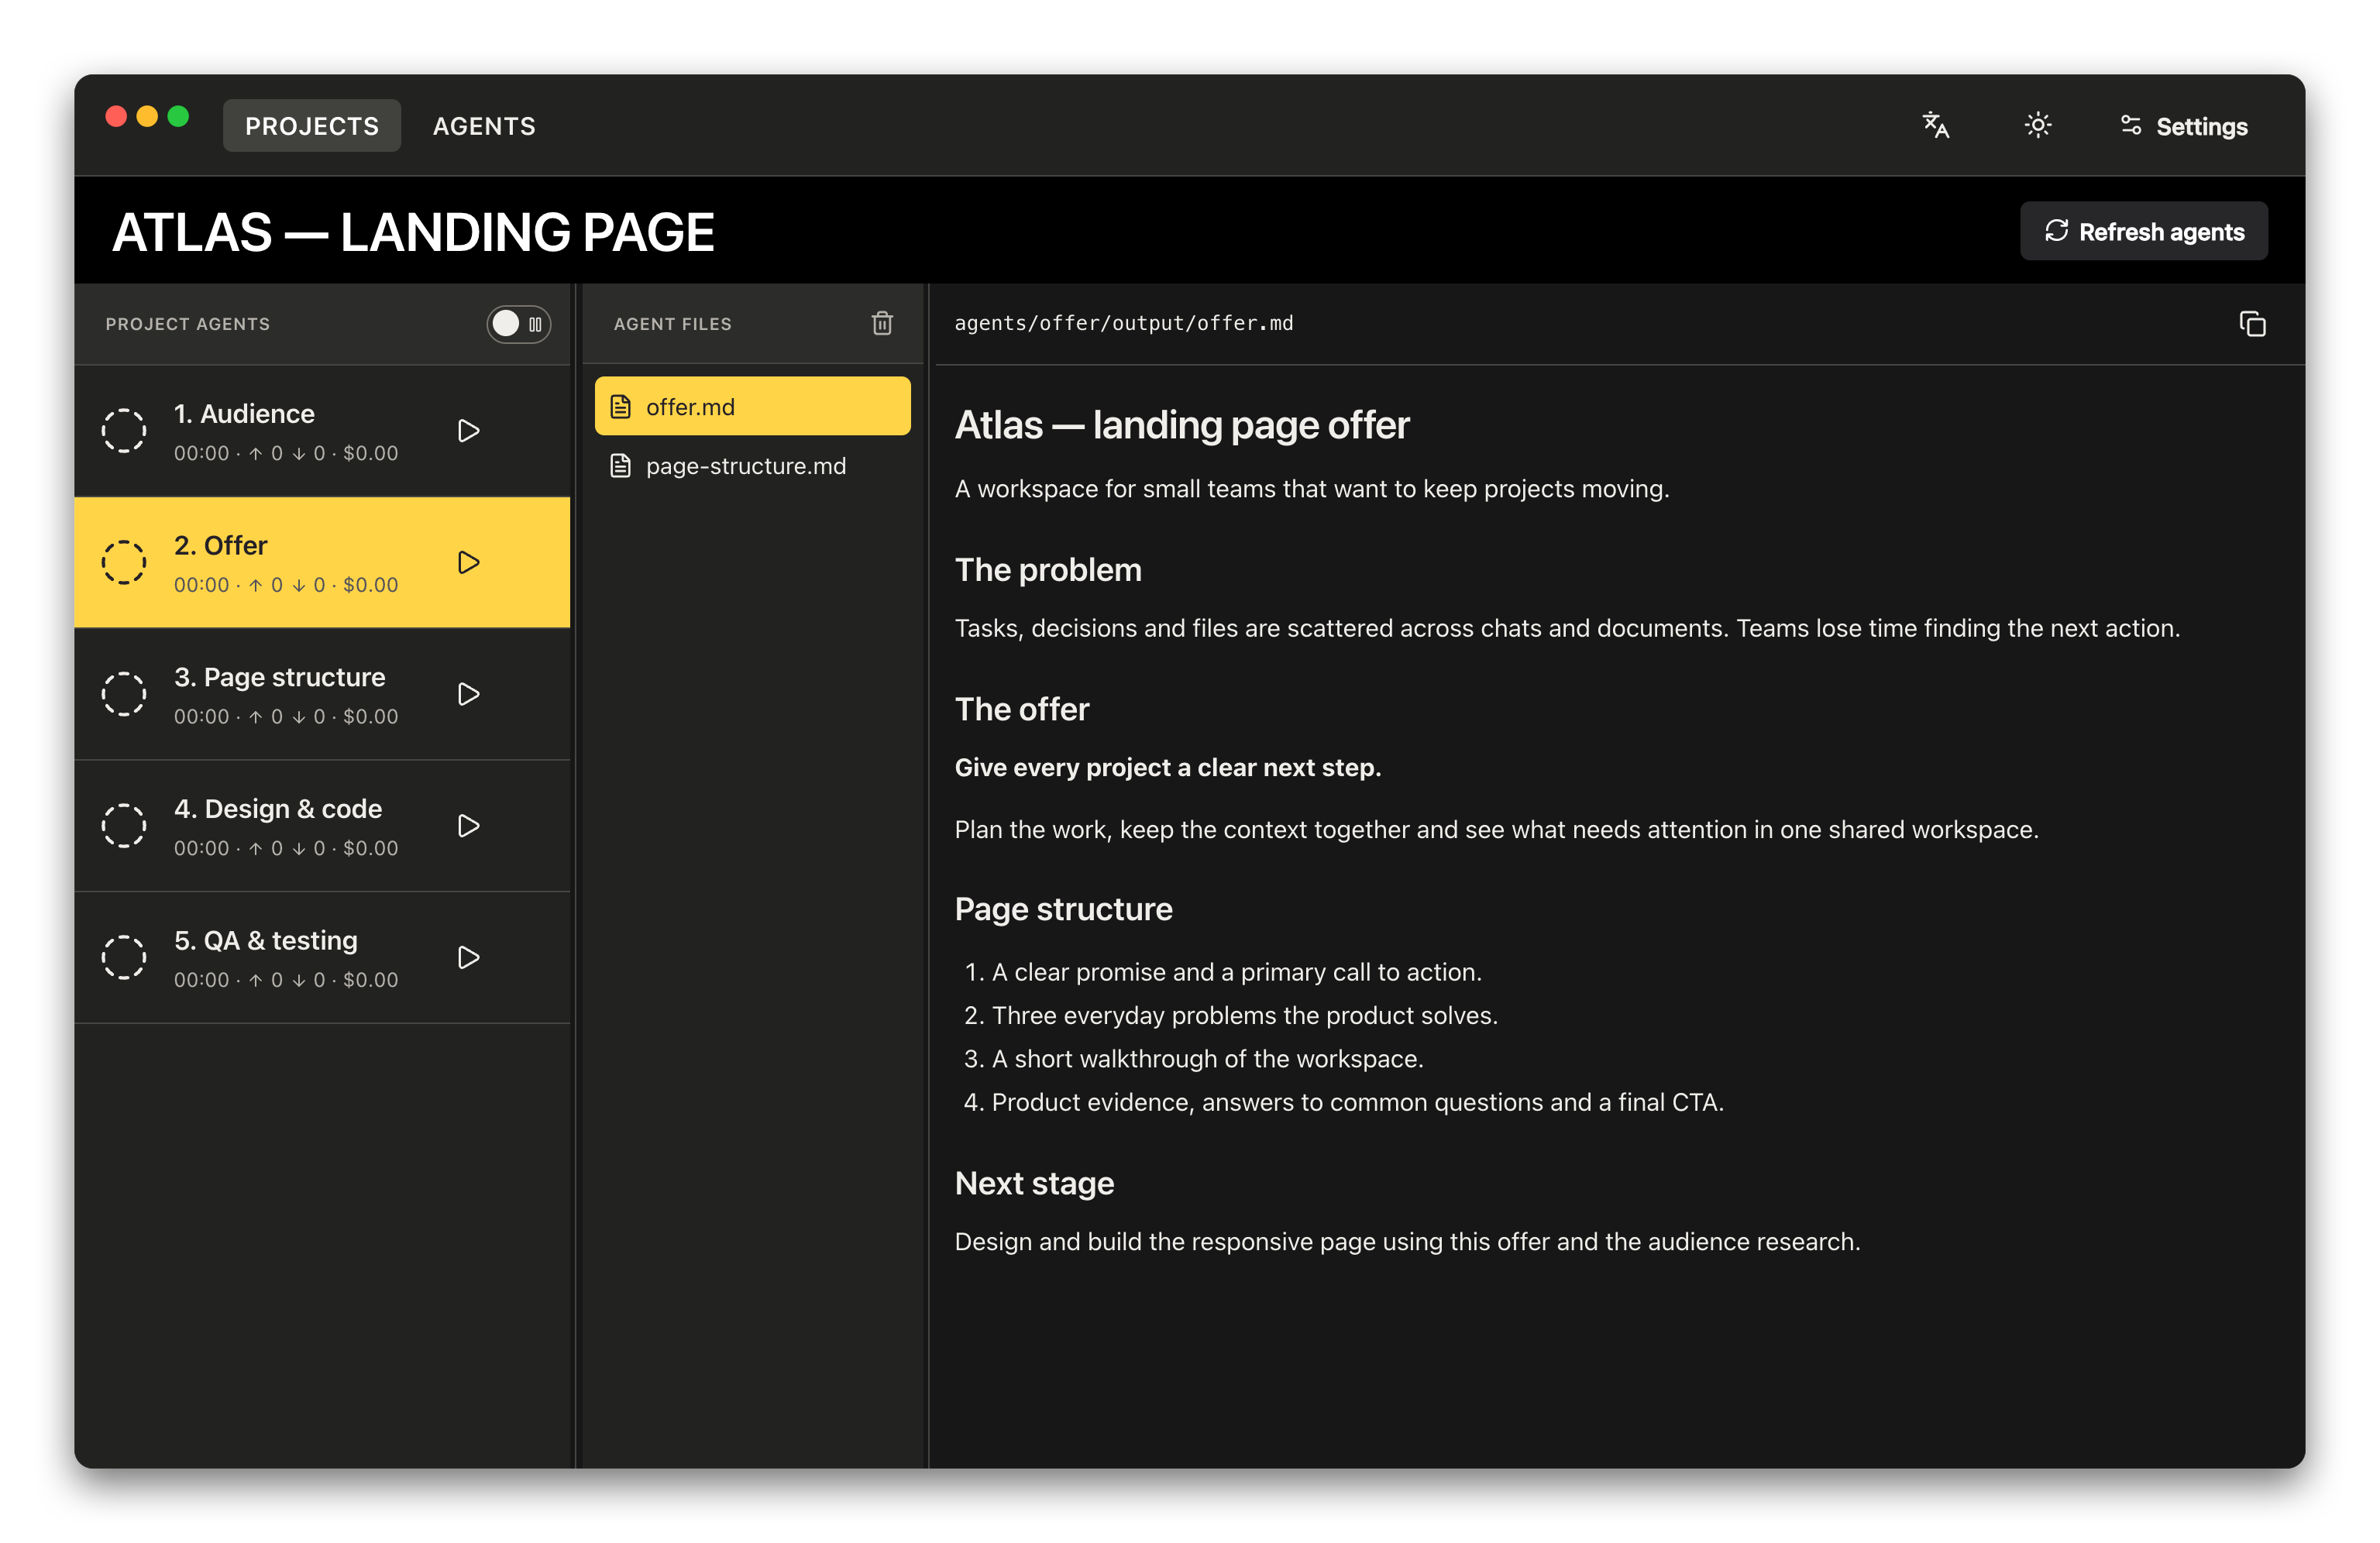 PROJECTS AGENTS Settings
ATLAS — LANDING PAGE Refresh agents
PROJECT AGENTS
1. Audience
00:00 · ↑ 0 ↓ 0 · $0.00
2. Offer
00:00 · ↑ 0 ↓ 0 · $0.00
3. Page structure
00:00 · ↑ 0 ↓ 0 · $0.00
4. Design & code
00:00 · ↑ 0 ↓ 0 · $0.00
5. QA & testing
00:00 · ↑ 0 ↓ 0 · $0.00
AGENT FILES
offer.md
page-structure.md
agents/offer/output/offer.md
Atlas — landing page offer
A workspace for small teams that want to keep projects moving.
The problem
Tasks, decisions and files are scattered across chats and documents. Teams lose time finding the next action.
The offer
Give every project a clear next step.
Plan the work, keep the context together and see what needs attention in one shared workspace.
Page structure
1. A clear promise and a primary call to action.
2. Three everyday problems the product solves.
3. A short walkthrough of the workspace.
4. Product evidence, answers to common questions and a final CTA.
Next stage
Design and build the responsive page using this offer and the audience research.